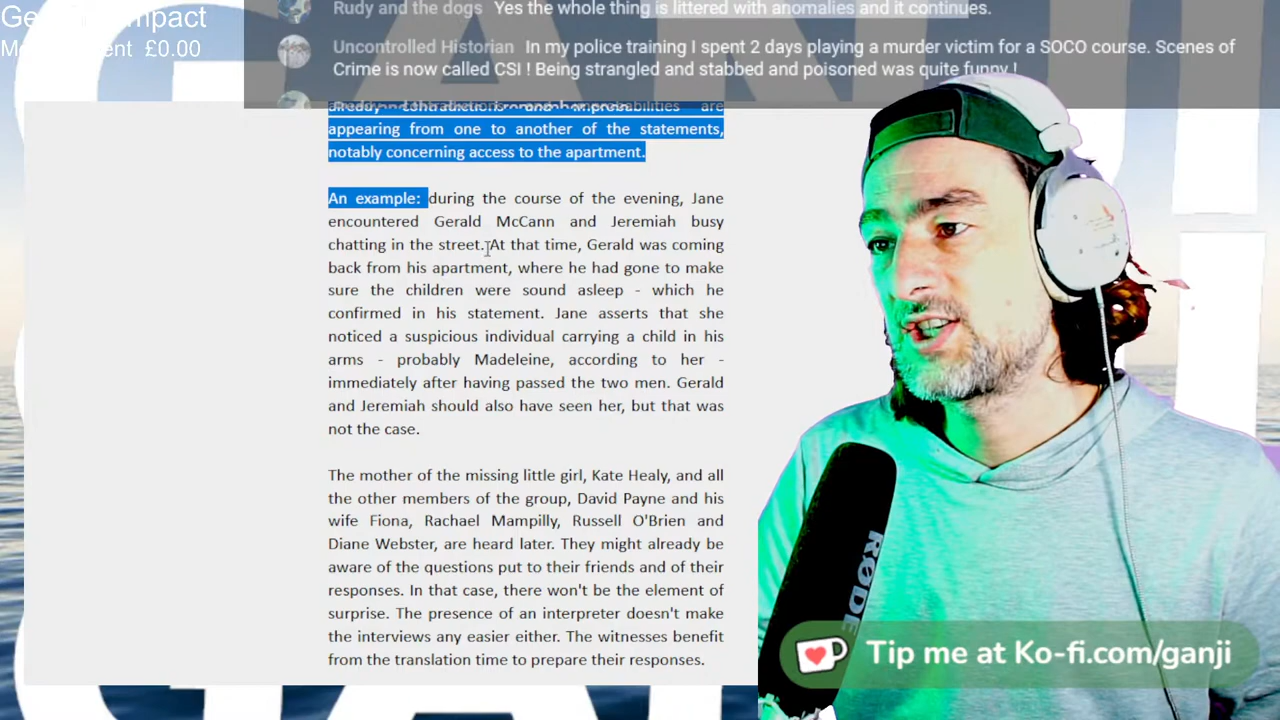 Ge
mpact
Mo
ent £0.00
Rudy and the dogs Yes the whole thing is littered with anomalies and it continues.
Uncontrolled Historian In my police training I spent 2 days playing a murder victim for a SOCO course. Scenes of
Crime is now called CSI ! Being strangled and stabbed and poisoned was quite funny !
are
appearing from one to another of the statements,
notably concerning access to the apartment.
An example: during the course of the evening, Jane
encountered Gerald McCann and Jeremiah busy
chatting in the street. At that time, Gerald was coming
back from his apartment, where he had gone to make
sure the children were sound asleep - which he
confirmed in his statement. Jane asserts that she
noticed a suspicious individual carrying a child in his
arms - probably Madeleine, according to her -
immediately after having passed the two men. Gerald
and Jeremiah should also have seen her, but that was
not the case.
The mother of the missing little girl, Kate Healy, and all
the other members of the group, David Payne and his
wife Fiona, Rachael Mampilly, Russell O'Brien and
Diane Webster, are heard later. They might already be
aware of the questions put to their friends and of their
responses. In that case, there won't be the element of
surprise. The presence of an interpreter doesn't make
the interviews any easier either. The witnesses benefit
from the translation time to prepare their responses.
RØDE
Tip me at Ko-fi.com/ganji